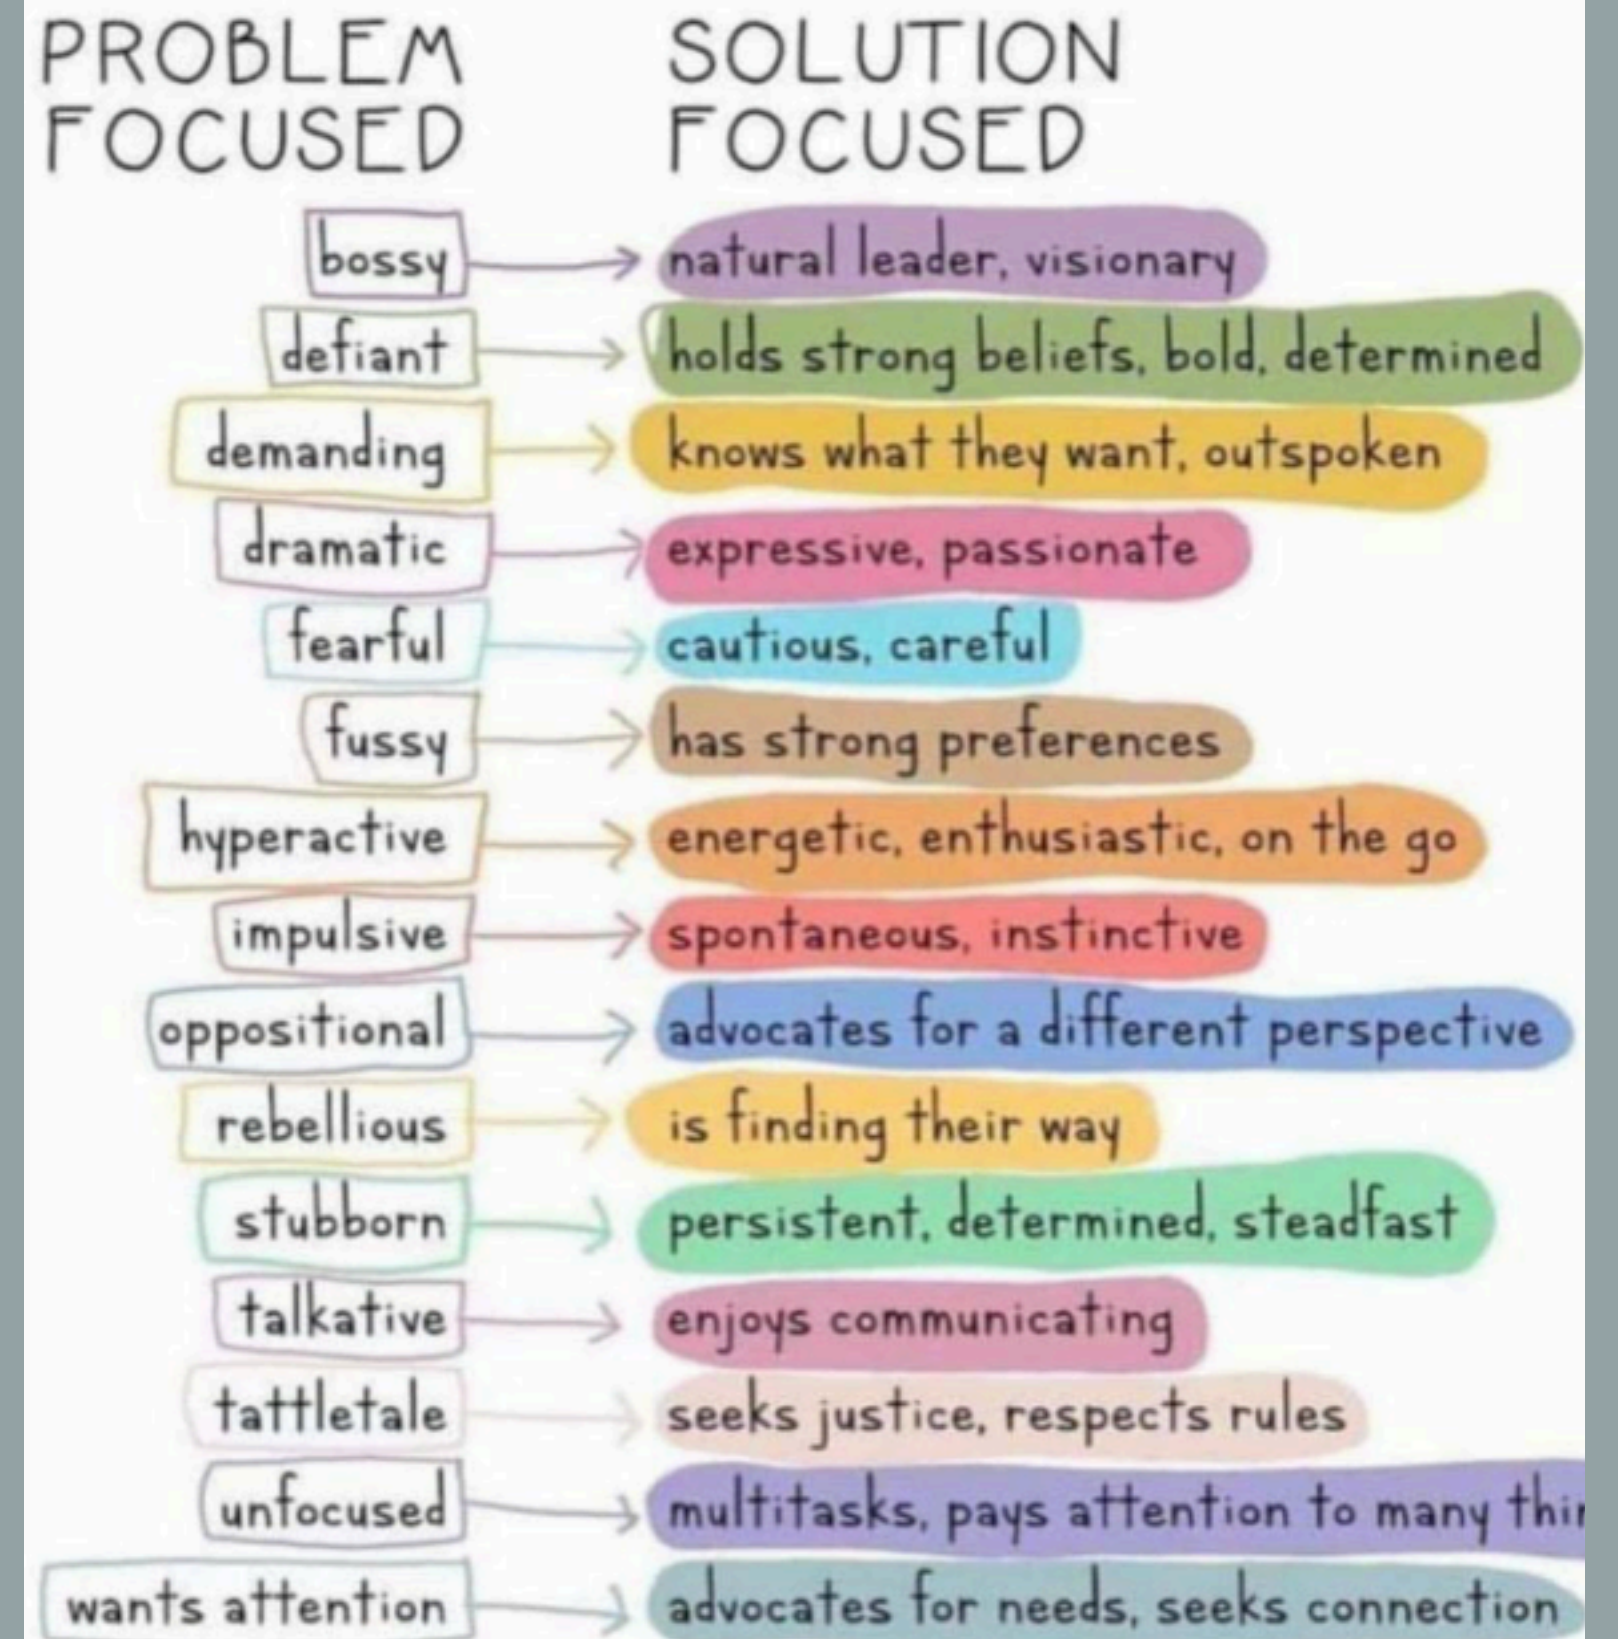 PROBLEM FOCUSED
SOLUTION FOCUSED
bossy natural leader, visionary
defiant holds strong beliefs, bold, determined
demanding knows what they want, outspoken
dramatic expressive, passionate
fearful cautious, careful
fussy has strong preferences
hyperactive energetic, enthusiastic, on the go
impulsive spontaneous, instinctive
oppositional advocates for a different perspective
rebellious is finding their way
stubborn persistent, determined, steadfast
talkative enjoys communicating
tattletale seeks justice, respects rules
unfocused multitasks, pays attention to many
wants attention advocates for needs, seeks connection